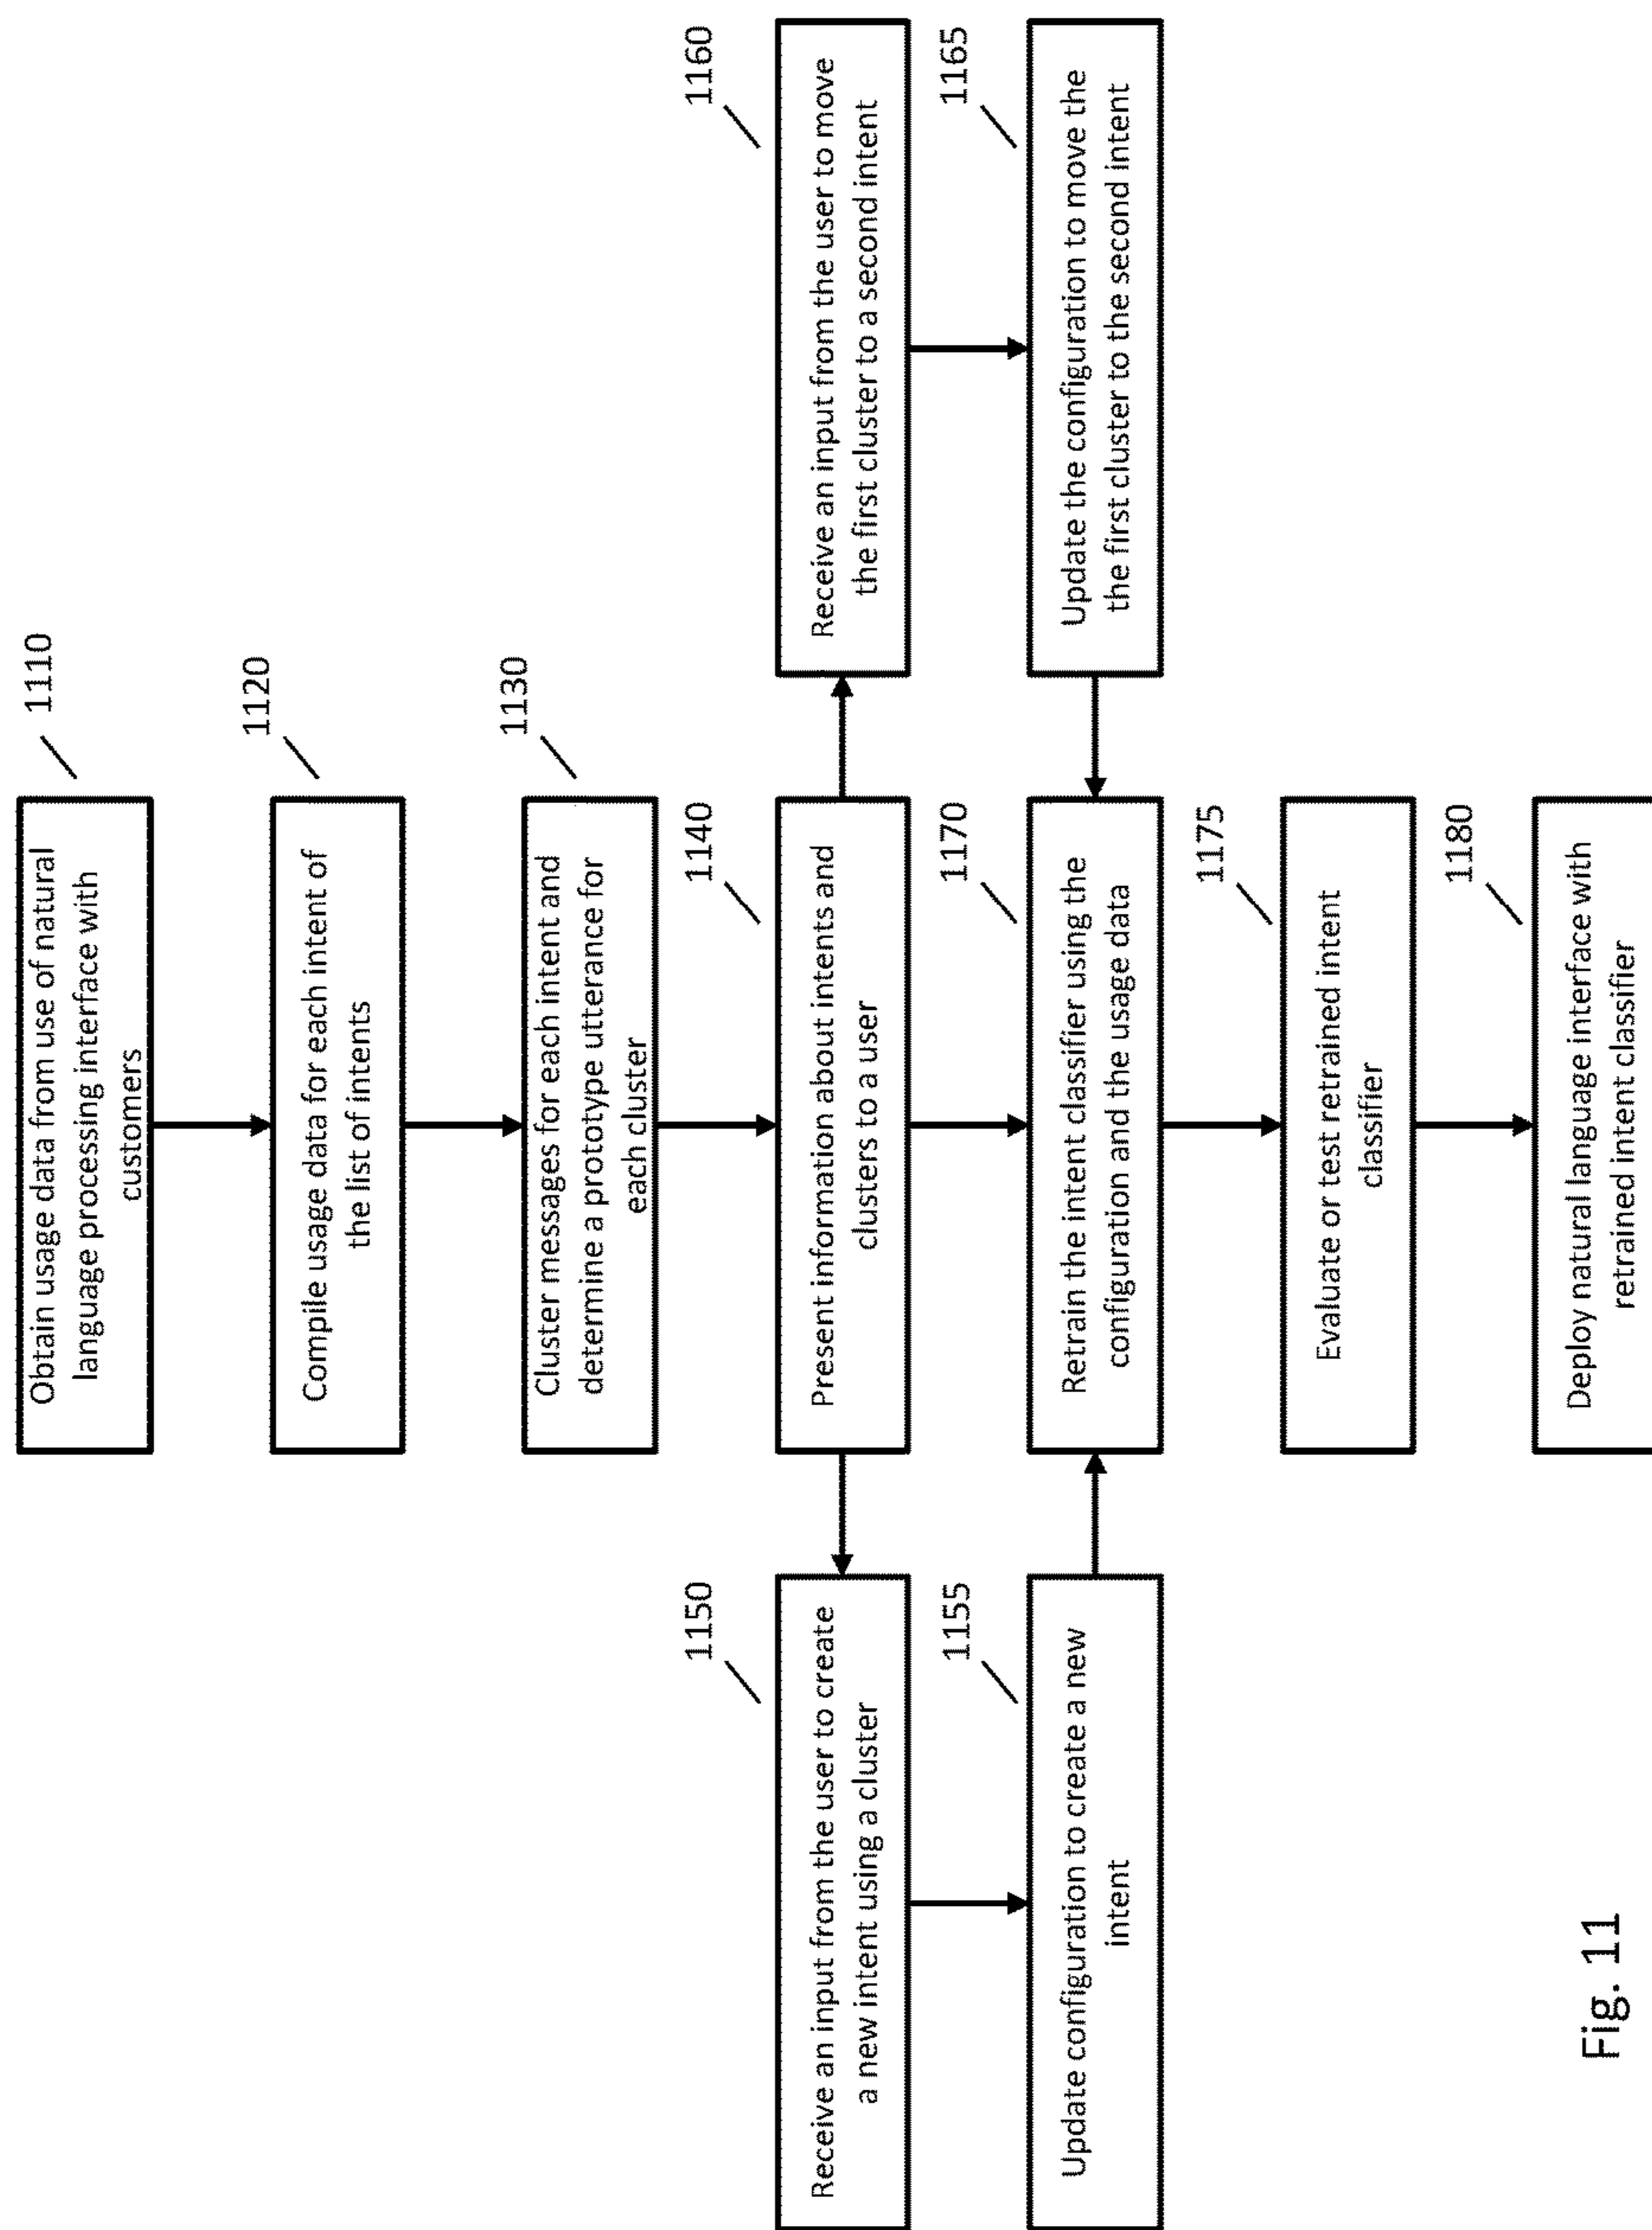 1110
Obtain usage data from use of natural
language processing interface with
customers
1120
Compile usage data for each intent of
the list of intents
1130
Cluster messages for each intent and
determine a prototype utterance for
each cluster
1150
Receive an input from the user to create
a new intent using a cluster
1140
Present information about intents and
clusters to a user
1160
Receive an input from the user to move
the first cluster to a second intent
1155
Update configuration to create a new
intent
1170
Retrain the intent classifier using the
configuration and the usage data
1165
Update the configuration to move the
the first cluster to the second intent
1175
Evaluate or test retrained intent
classifier
1180
Deploy natural language interface with
retrained intent classifier
Fig. 11